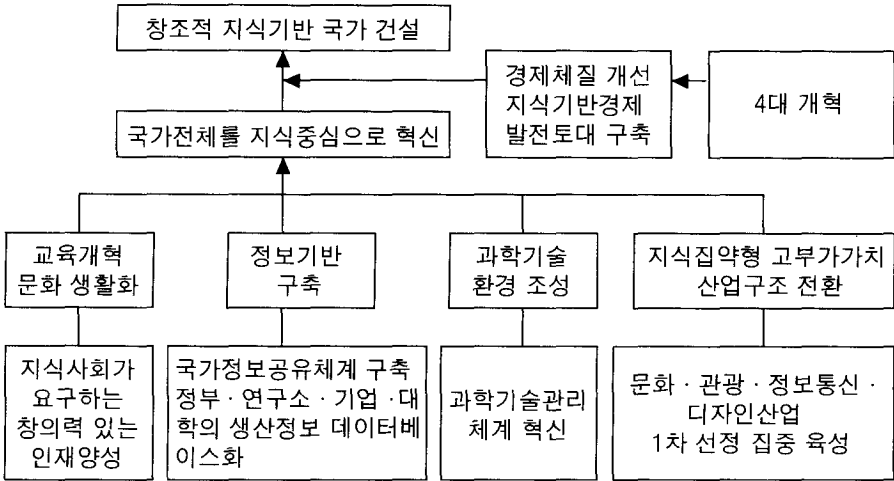 창조적 지식기반 국가 건설
경제체질 개선
지식기반경제
발전토대 구축
4대 개혁
국가전체를 지식중심으로 혁신
교육개혁
문화 생활화
정보기반
구축
과학기술
환경 조성
지식집약형 고부가가치
산업구조 전환
지식사회가
요구하는
창의력 있는
인재양성
국가정보공유체계 구축
정부·연구소·기업·대
학의 생산정보 데이터베
이스화
과학기술관리
체계 혁신
문화·관광·정보통신·
디자인산업
1차 선정 집중 육성